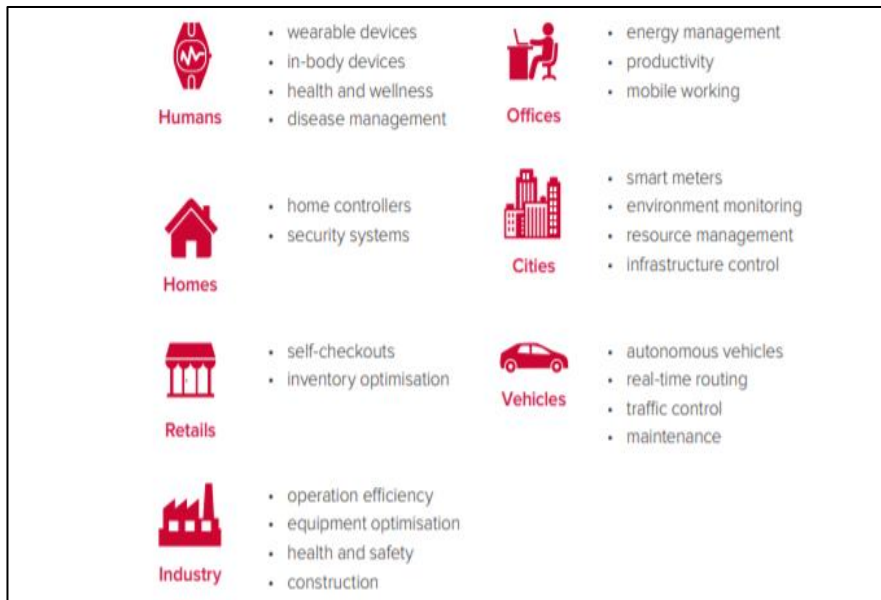 Humans
• wearable devices
• in-body devices
• health and wellness
• disease management
Offices
• energy management
• productivity
• mobile working
Homes
• home controllers
• security systems
Cities
• smart meters
• environment monitoring
• resource management
• infrastructure control
Retails
• self-checkouts
• inventory optimisation
Vehicles
• autonomous vehicles
• real-time routing
• traffic control
• maintenance
Industry
• operation efficiency
• equipment optimisation
• health and safety
• construction